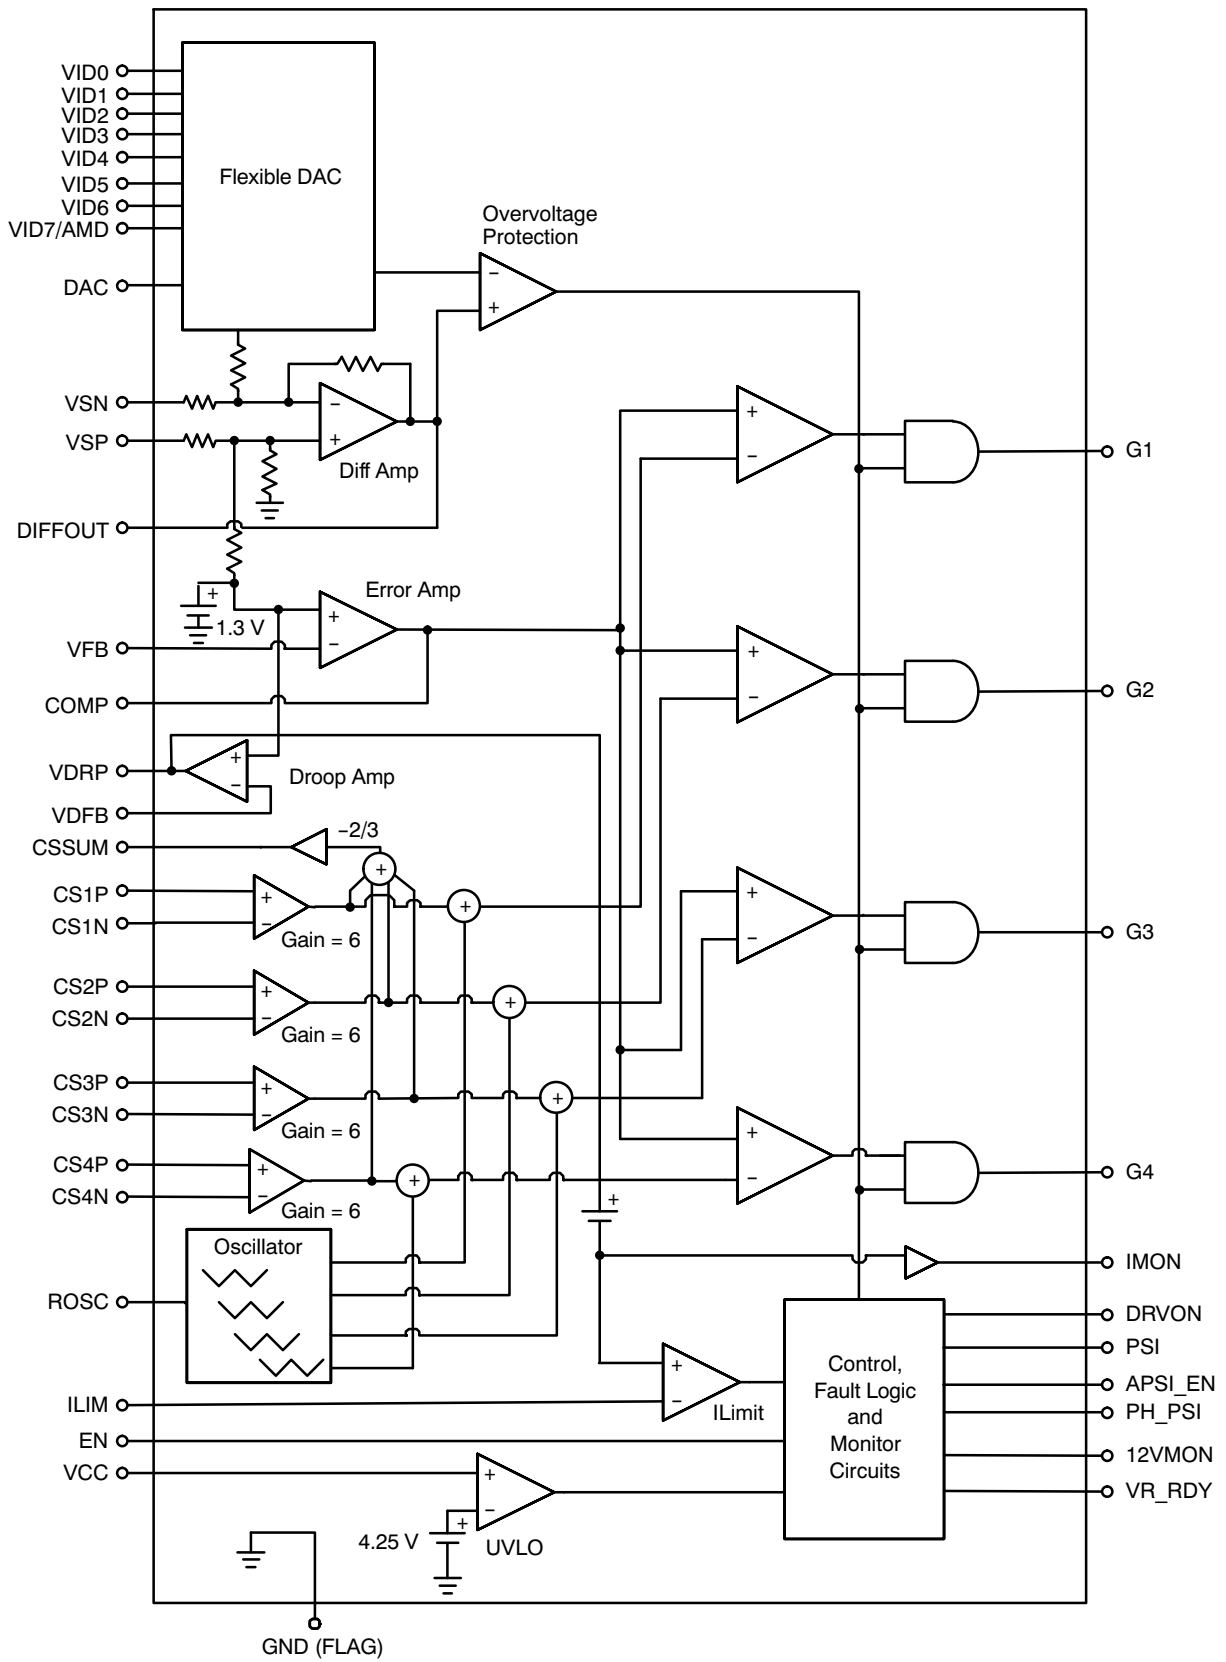 VID0
VID1
VID2
VID3
VID4
VID5
VID6
VID7/AMD
DAC
Flexible DAC
Overvoltage
Protection
−
+
VSN
VSP
−
+
Diff Amp
DIFFOUT
+
1.3 V
Error Amp
+
−
VFB
COMP
VDRP
VDFB
+
−
Droop Amp
CSSUM
−2/3
+
CS1P
CS1N
+
−
Gain = 6
+
CS2P
CS2N
+
−
Gain = 6
+
CS3P
CS3N
+
−
Gain = 6
+
CS4P
CS4N
+
−
Gain = 6
+
+
−
G1
+
−
G2
+
−
G3
+
−
G4
+
IMON
Oscillator
ROSC
ILIM
+
−
ILimit
EN
VCC
+
−
+
4.25 V
UVLO
Control,
Fault Logic
and
Monitor
Circuits
DRVON
PSI
APSI_EN
PH_PSI
12VMON
VR_RDY
GND (FLAG)